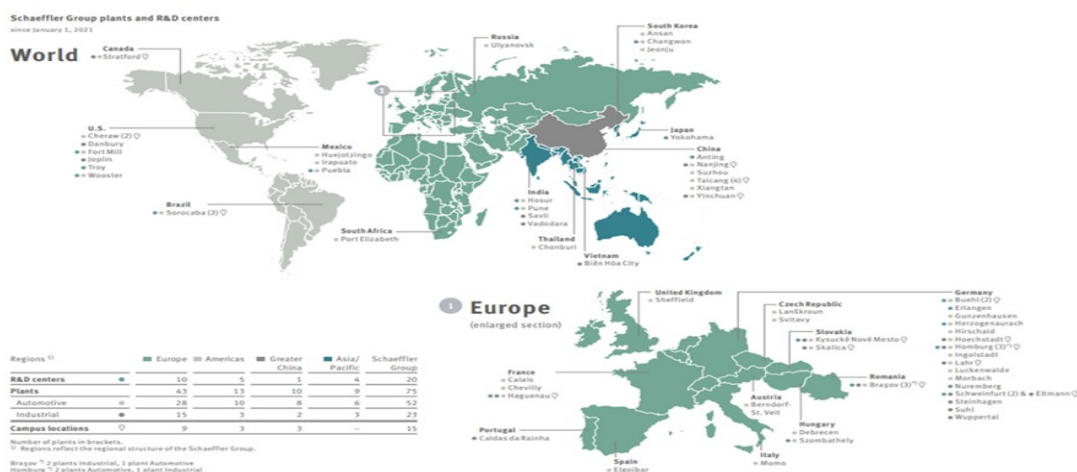 Schaeffler Group plants and R&D centers
since January 1, 2021
World
Canada
Stratford
U.S.
Cheraw (2)
Danbury
Fort Mill
Joplin
Troy
Wooster
Mexico
Huejotzingo
Irapuato
Puebla
Brazil
Sorocaba (2)
Russia
Ulyanovsk
South Korea
Ansan
Changwon
Jeonju
Japan
Yokohama
China
Anting
Nanjing
Suzhou
Taicang (4)
Xiangtan
Yinchuan
India
Hosur
Pune
Savli
Vadodara
South Africa
Port Elizabeth
Thailand
Chonburi
Vietnam
Biên Hòa City
1
1 Europe
(enlarged section)
United Kingdom
Sheffield
Czech Republic
Lanškroun
Svitavy
Slovakia
Kysucké Nové Mesto
Skalica
Germany
Buehl (2)
Erlangen
Gunzenhausen
Herzogenaurach
Hirschaid
Hoechstadt
Homburg (3)*)
Ingolstadt
Lahr
Luckenwalde
Morbach
Nuremberg
Schweinfurt (2) & Eltmann
Steinhagen
Suhl
Wuppertal
Romania
Braşov (3)*)
France
Calais
Chevilly
Haguenau
Austria
Berndorf-
St. Veit
Hungary
Debrecen
Szombathely
Portugal
Caldas da Rainha
Spain
Elgoibar
Italy
Momo
Regions 1) Europe Americas Greater China Asia/Pacific Schaeffler Group
R&D centers 10 5 1 4 20
Plants 43 13 10 9 75
Automotive 28 10 8 6 52
Industrial 15 3 2 3 23
Campus locations 9 3 3 – 15
Number of plants in brackets.
1) Regions reflect the regional structure of the Schaeffler Group.
Braşov *) 2 plants Industrial, 1 plant Automotive
Homburg *) 2 plants Automotive, 1 plant Industrial